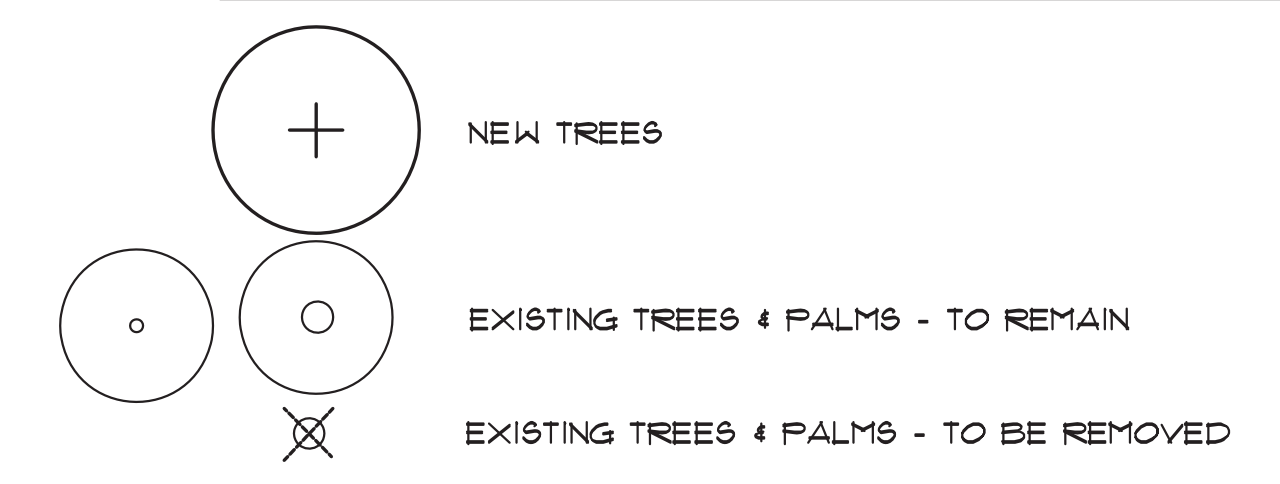 NEW TREES
EXISTING TREES & PALMS - TO REMAIN
EXISTING TREES & PALMS - TO BE REMOVED